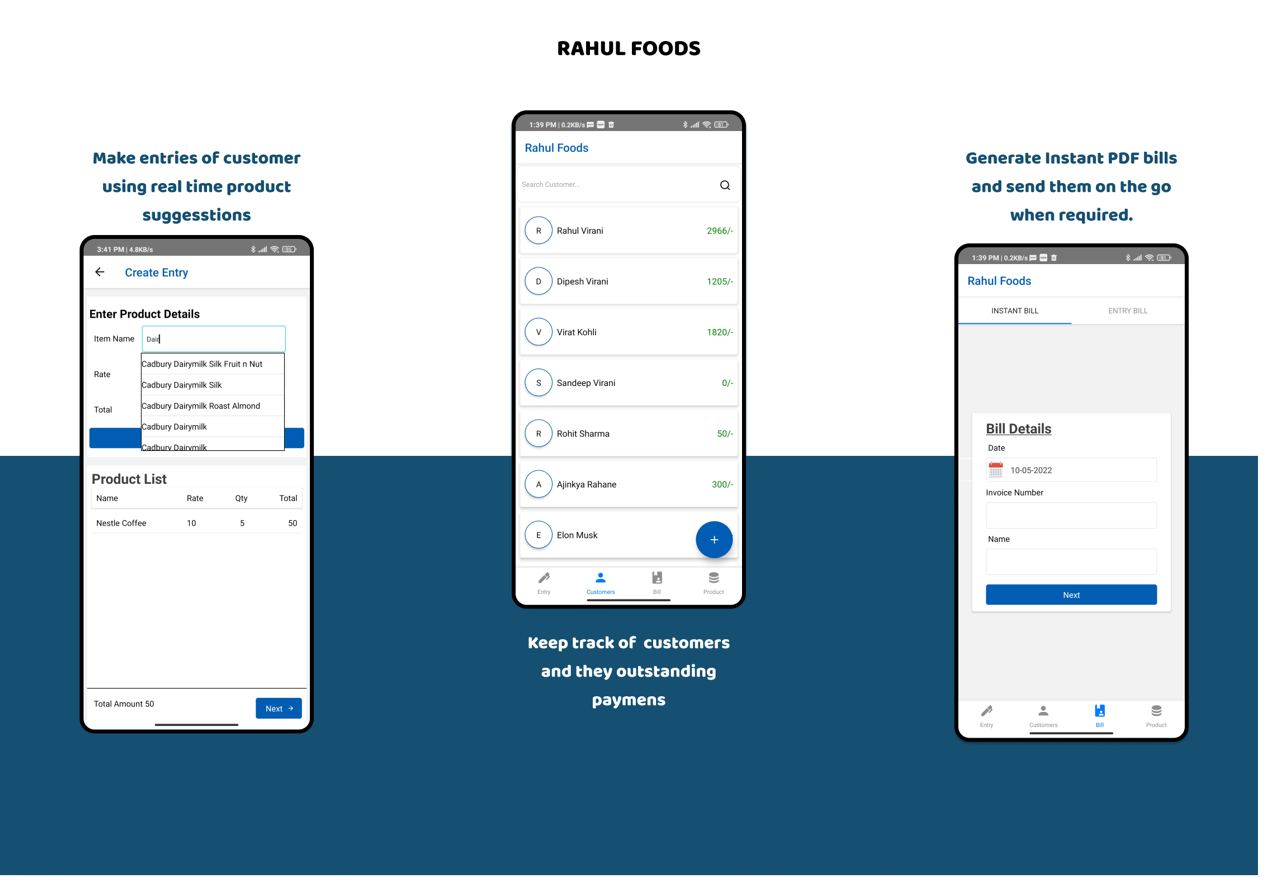 RAHUL FOODS
Make entries of customer
using real time product
suggesstions
3:41 PM | 4.8KB/s
Create Entry
Enter Product Details
Item Name
Dair
Cadbury Dairymilk Silk Fruit n Nut
Cadbury Dairymilk Silk
Rate
Cadbury Dairymilk Roast Almond
Total
Cadbury Dairymilk
Cadbury Dairymilk
Product List
Name Rate Qty Total
Nestle Coffee 10 5 50
Total Amount 50
Next
1:39 PM | 0.2KB/s
Rahul Foods
Search Customer...
R Rahul Virani 2966/-
D Dipesh Virani 1205/-
V Virat Kohli 1820/-
S Sandeep Virani 0/-
R Rohit Sharma 50/-
A Ajinkya Rahane 300/-
E Elon Musk
+
Entry Customers Bill Product
Keep track of customers
and they outstanding
paymens
Generate Instant PDF bills
and send them on the go
when required.
1:39 PM | 0.2KB/s
Rahul Foods
INSTANT BILL ENTRY BILL
Bill Details
Date
10-05-2022
Invoice Number
Name
Next
Entry Customers Bill Product